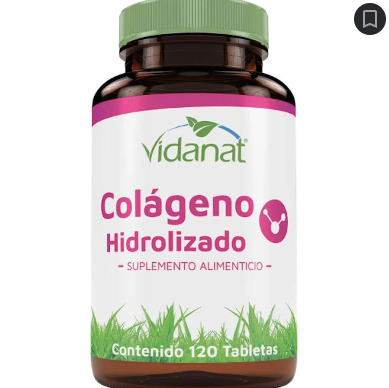 Vidanat®
Colágeno
Hidrolizado
- SUPLEMENTO ALIMENTICIO -
Contenido 120 Tabletas